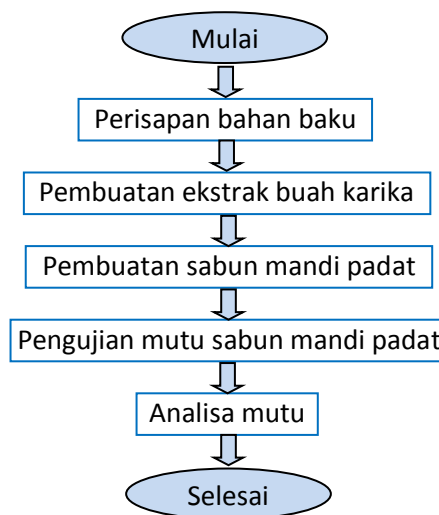 Mulai
Perisapan bahan baku
Pembuatan ekstrak buah karika
Pembuatan sabun mandi padat
Pengujian mutu sabun mandi padat
Analisa mutu
Selesai